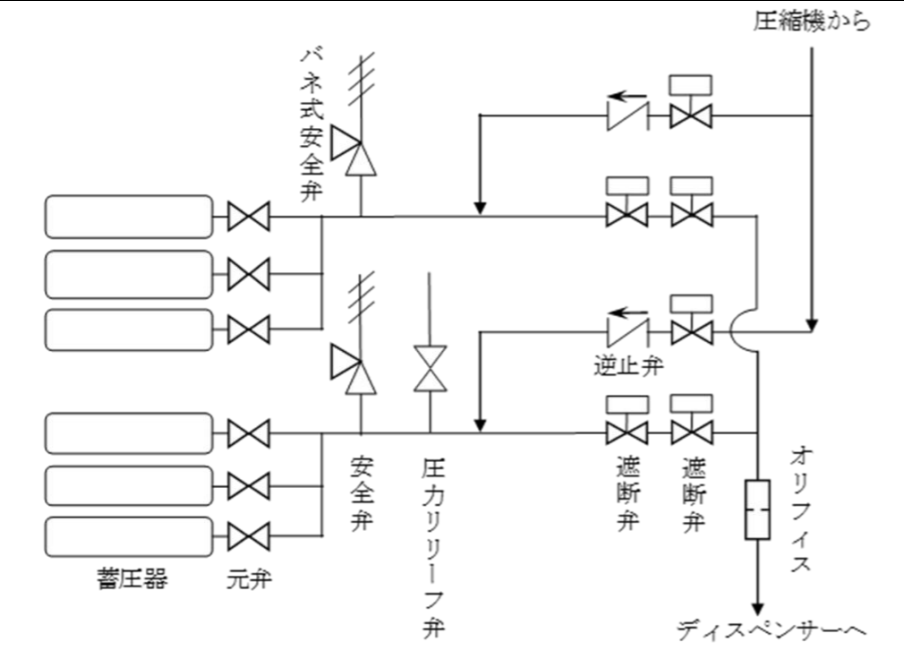 圧縮機から
バネ式安全弁
逆止弁
安全弁
圧力リリーフ弁
遮断弁
遮断弁
オリフィス
蓄圧器
元弁
ディスペンサーへ